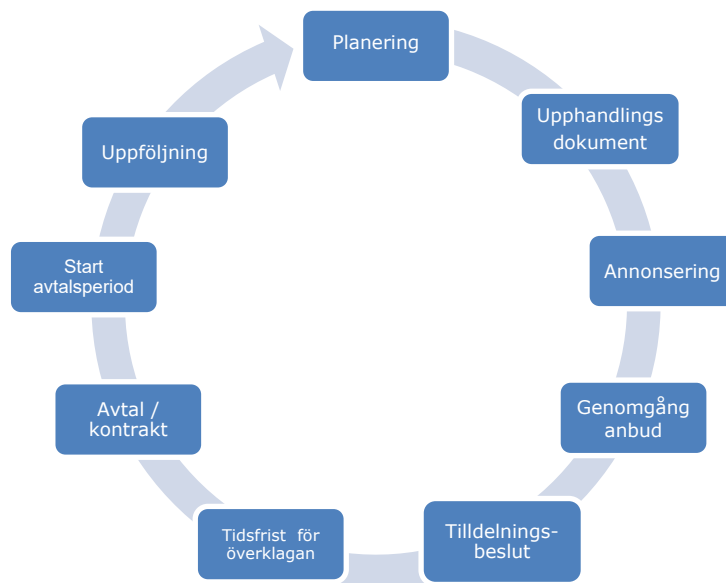 Planering
Upphandlings
dokument
Annonsering
Genomgång
anbud
Tilldelnings-
beslut
Tidsfrist för
överklagan
Avtal /
kontrakt
Start
avtalsperiod
Uppföljning